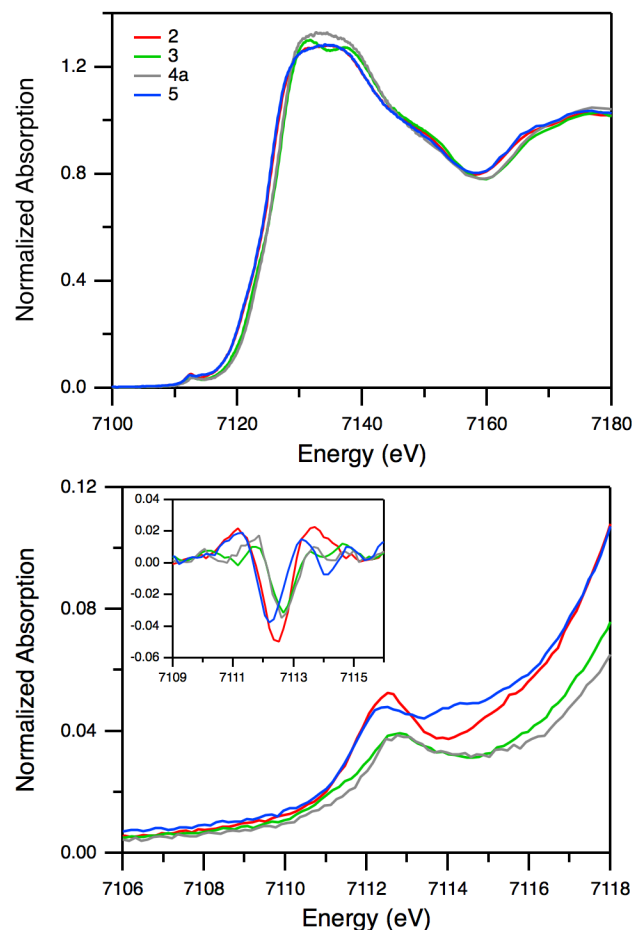 Normalized Absorption
1.2
0.8
0.4
0.0
2
3
4a
5
7100 7120 7140 7160 7180
Energy (eV)
Normalized Absorption
0.12
0.08
0.04
0.00
0.04
0.02
0.00
-0.02
-0.04
-0.06
7109 7111 7113 7115
7106 7108 7110 7112 7114 7116 7118
Energy (eV)